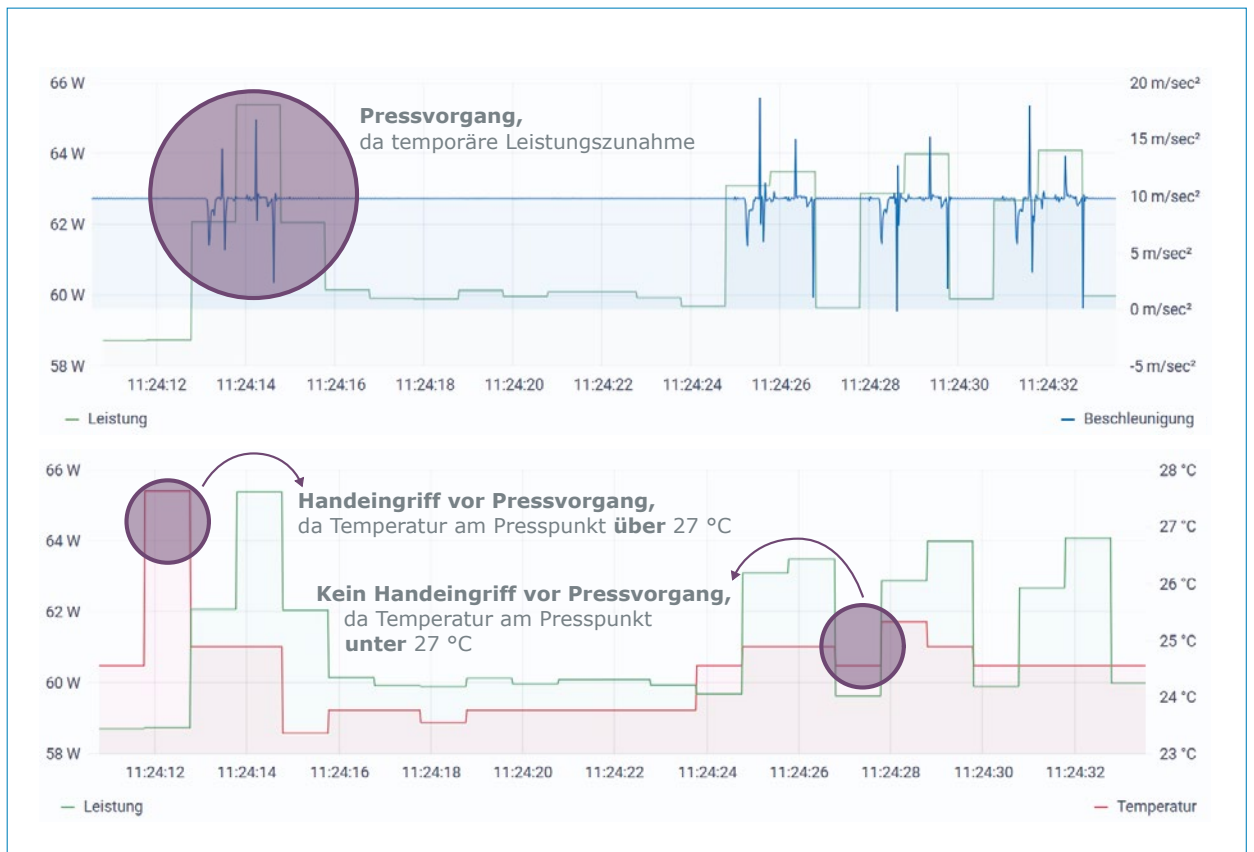 66 W
20 m/sec²
Pressvorgang,
da temporäre Leistungszunahme
64 W
15 m/sec²
62 W
10 m/sec²
5 m/sec²
60 W
0 m/sec²
58 W
-5 m/sec²
11:24:12 11:24:14 11:24:16 11:24:18 11:24:20 11:24:22 11:24:24 11:24:26 11:24:28 11:24:30 11:24:32
Leistung
Beschleunigung
66 W
28 °C
Handeingriff vor Pressvorgang,
da Temperatur am Presspunkt über 27 °C
27 °C
64 W
Kein Handeingriff vor Pressvorgang,
da Temperatur am Presspunkt
unter 27 °C
26 °C
62 W
25 °C
60 W
24 °C
58 W
23 °C
11:24:12 11:24:14 11:24:16 11:24:18 11:24:20 11:24:22 11:24:24 11:24:26 11:24:28 11:24:30 11:24:32
Leistung
Temperatur